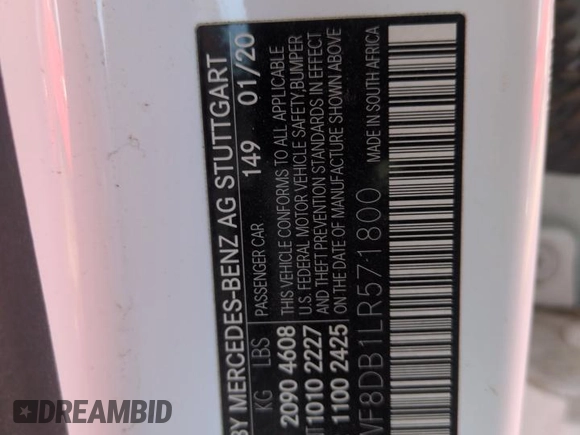 BY MERCEDES-BENZ AG STUTTGART
149 01/20
KG LBS PASSENGER CAR
2090 4608 THIS VEHICLE CONFORMS TO ALL APPLICABLE
U.S. FEDERAL MOTOR VEHICLE SAFETY, BUMPER
1010 2227 AND THEFT PREVENTION STANDARDS IN EFFECT
1100 2425 ON THE DATE OF MANUFACTURE SHOWN ABOVE
VF8DB1LR571800 MADE IN SOUTH AFRICA
DREAMBID